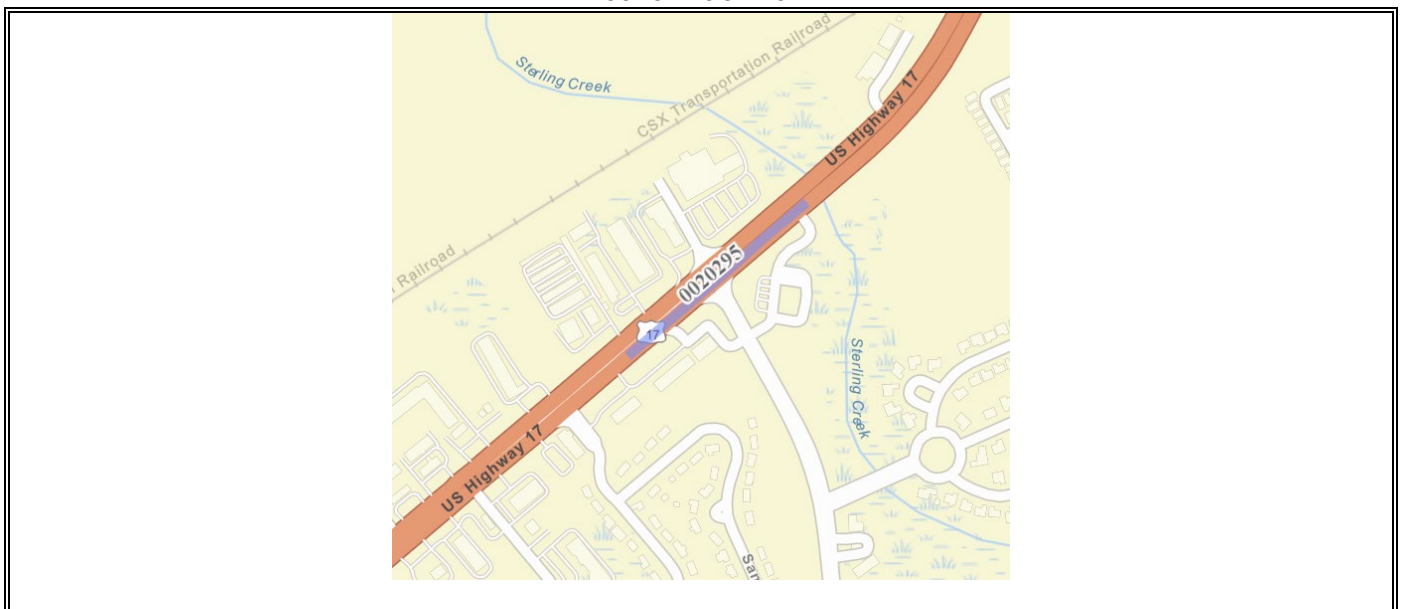 Sterling Creek
CSX Transportation Railroad
US Highway 17
Railroad
0020295
17
Sterling Creek
US Highway 17